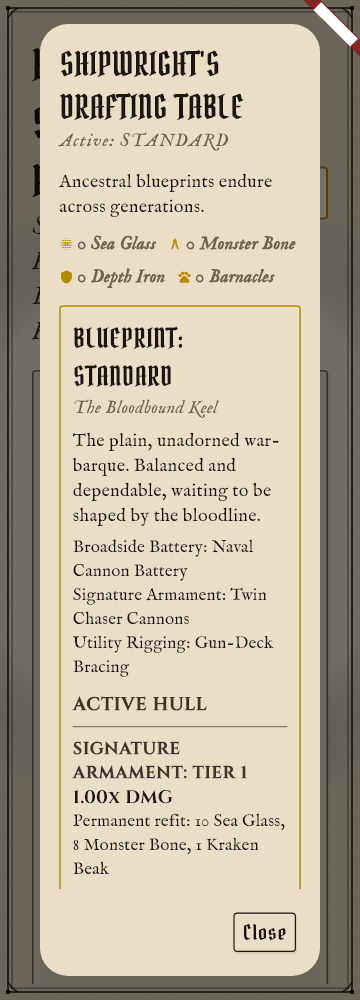 SHIPWRIGHT'S
DRAFTING TABLE
Active: STANDARD
Ancestral blueprints endure
across generations.
0 Sea Glass 0 Monster Bone
0 Depth Iron 0 Barnacles
BLUEPRINT:
STANDARD
The Bloodbound Keel
The plain, unadorned war-
barque. Balanced and
dependable, waiting to be
shaped by the bloodline.
Broadside Battery: Naval
Cannon Battery
Signature Armament: Twin
Chaser Cannons
Utility Rigging: Gun-Deck
Bracing
ACTIVE HULL
SIGNATURE
ARMAMENT: TIER 1
1.00x DMG
Permanent refit: 10 Sea Glass,
8 Monster Bone, 1 Kraken
Beak
Close